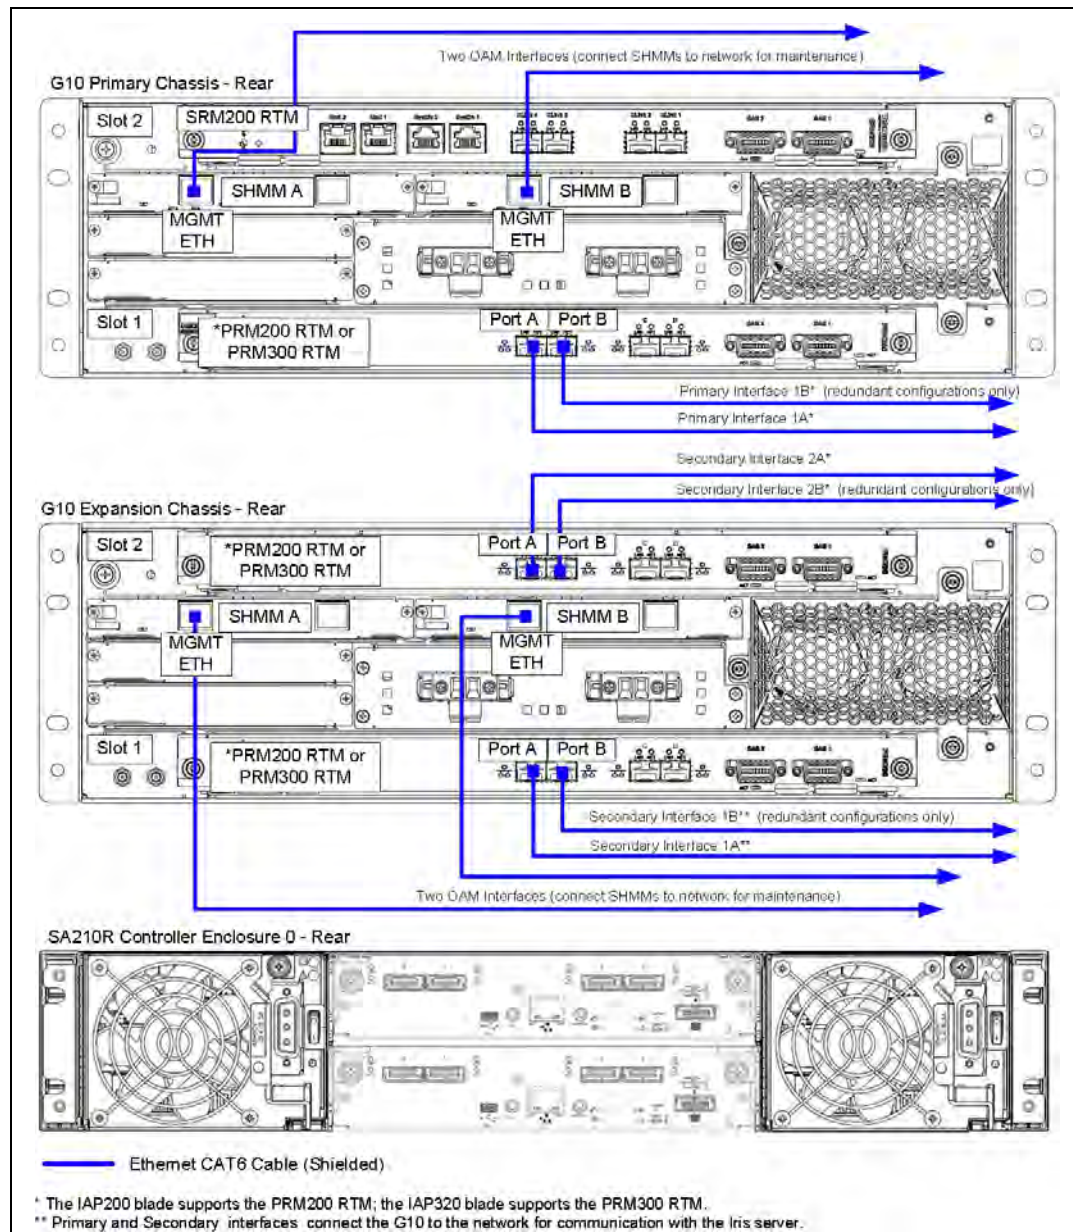 Two OAM Interfaces (connect SHMMs to network for maintenance)
G10 Primary Chassis - Rear
Slot 2
SRM200 RTM
SHMM A
SHMM B
MGMT
ETH
MGMT
ETH
Slot 1
*PRM200 RTM or
PRM300 RTM
Port A
Port B
Primary Interface 1B* (redundant configurations only)
Primary Interface 1A*
Secondary Interface 2A*
Secondary Interface 2B* (redundant configurations only)
G10 Expansion Chassis - Rear
Slot 2
*PRM200 RTM or
PRM300 RTM
Port A
Port B
SHMM A
SHMM B
MGMT
ETH
MGMT
ETH
Slot 1
*PRM200 RTM or
PRM300 RTM
Port A
Port B
Secondary Interface 1B** (redundant configurations only)
Secondary Interface 1A**
Two OAM Interfaces (connect SHMMs to network for maintenance)
SA210R Controller Enclosure 0 - Rear
Ethernet CAT6 Cable (Shielded)
* The IAP200 blade supports the PRM200 RTM; the IAP320 blade supports the PRM300 RTM.
** Primary and Secondary interfaces connect the G10 to the network for communication with the Iris server.